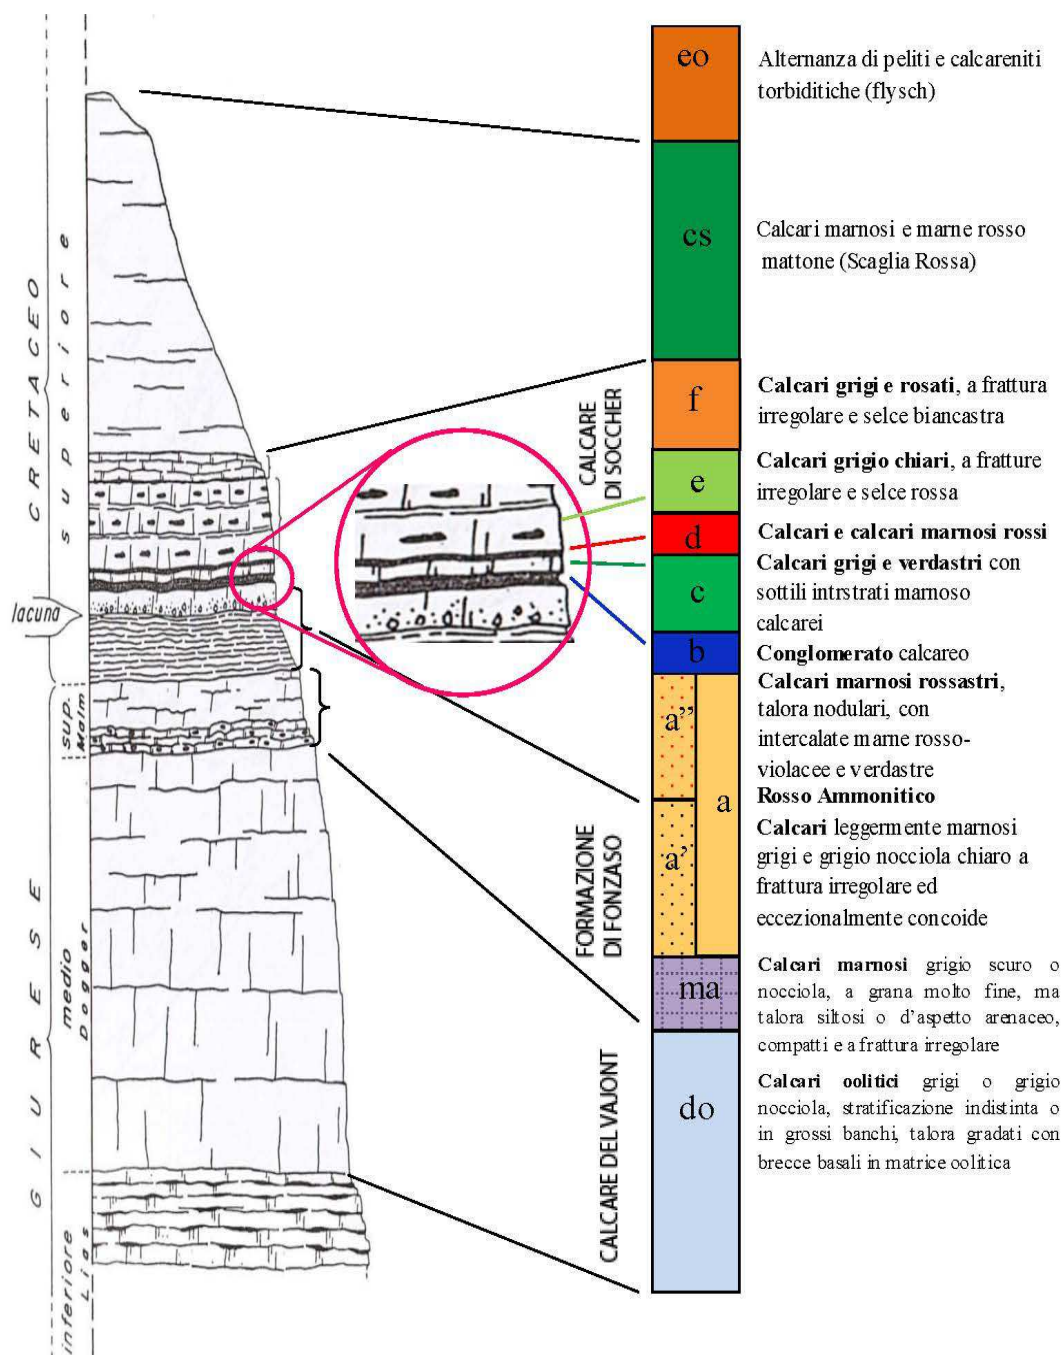 CRETACEO
superiore
lacuna
GIURESE
sup.
Malm
medio
Dogger
inferiore
Lias
CALCARE
DI SOCCHER
FORMAZIONE
DI FONZASO
CALCARE DEL VAJONT
eo
Alternanza di peliti e calcareniti
torbiditiche (flysch)
cs
Calcari marnosi e marne rosso
mattone (Scaglia Rossa)
f
Calcari grigi e rosati, a frattura
irregolare e selce biancastra
e
Calcari grigio chiari, a fratture
irregolare e selce rossa
d
Calcari e calcari marnosi rossi
c
Calcari grigi e verdastri con
sottili intrstrati marnoso
calcarei
b
Conglomerato calcareo
a”
Calcari marnosi rossastri,
talora nodulari, con
intercalate marne rosso-
violacee e verdastre
Rosso Ammonitico
a
a’
Calcari leggermente marnosi
grigi e grigio nocciola chiaro a
frattura irregolare ed
eccezionalmente concoide
ma
Calcari marnosi grigio scuro o
nocciola, a grana molto fine, ma
talora siltosi o d'aspetto arenaceo,
compatti e a frattura irregolare
do
Calcari oolitici grigi o grigio
nocciola, stratificazione indistinta o
in grossi banchi, talora gradati con
brecce basali in matrice oolitica